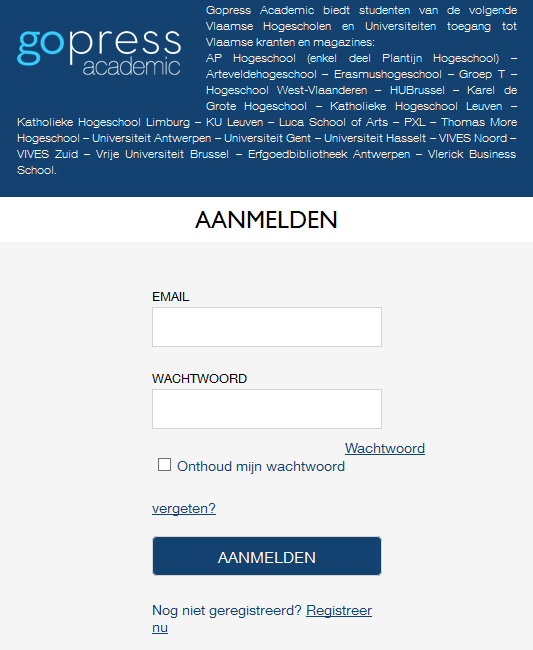 gopress
academic
Gopress Academic biedt studenten van de volgende
Vlaamse Hogescholen en Universiteiten toegang tot
Vlaamse kranten en magazines:
AP Hogeschool (enkel deel Plantijn Hogeschool) –
Arteveldehogeschool – Erasmushogeschool – Groep T –
Hogeschool West-Vlaanderen – HUBrussel – Karel de
Grote Hogeschool – Katholieke Hogeschool Leuven –
Katholieke Hogeschool Limburg – KU Leuven – Luca School of Arts – PXL – Thomas More
Hogeschool – Universiteit Antwerpen – Universiteit Gent – Universiteit Hasselt – VIVES Noord –
VIVES Zuid – Vrije Universiteit Brussel – Erfgoedbibliotheek Antwerpen – Vlerick Business
School.
AANMELDEN
EMAIL
WACHTWOORD
Wachtwoord
Onthoud mijn wachtwoord
vergeten?
AANMELDEN
Nog niet geregistreerd? Registreer
nu